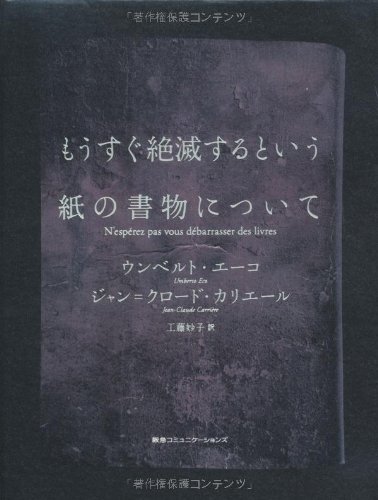 「著作権保護コンテンツ」
もうすぐ絶滅するという
紙の書物について
N'espérez pas vous débarrasser des livres
ウンベルト・エーコ
Umberto Eco
ジャン=クロード・カリエール
Jean-Claude Carrière
工藤妙子 訳
阪急コミュニケーションズ
「著作権保護コンテンツ」